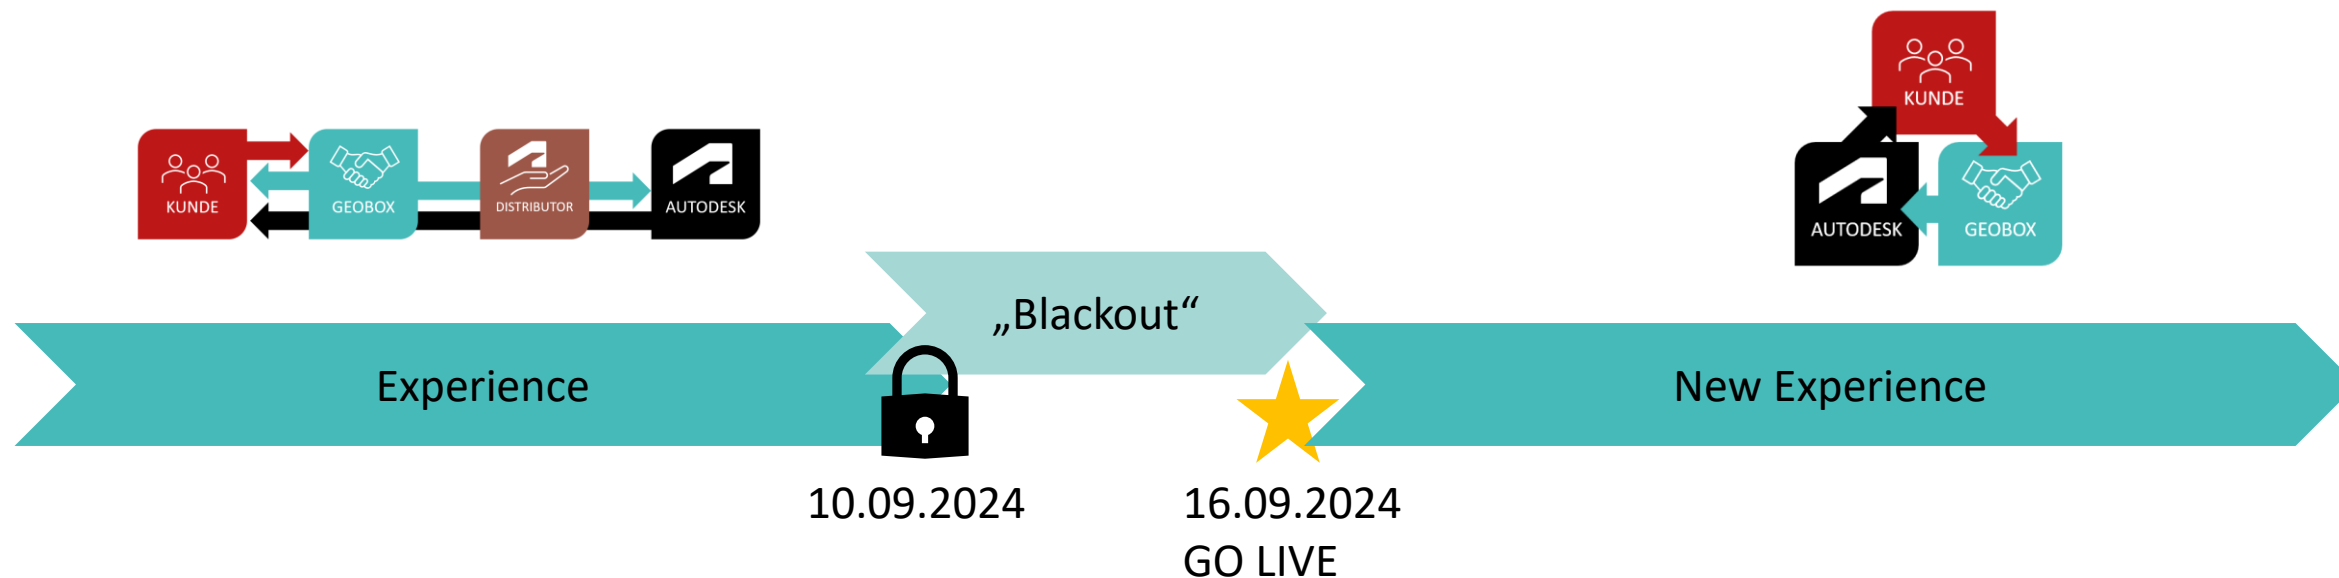 KUNDE
GEOBOX
DISTRIBUTOR
AUTODESK
KUNDE
AUTODESK
GEOBOX
„Blackout“
Experience
New Experience
10.09.2024
16.09.2024
GO LIVE